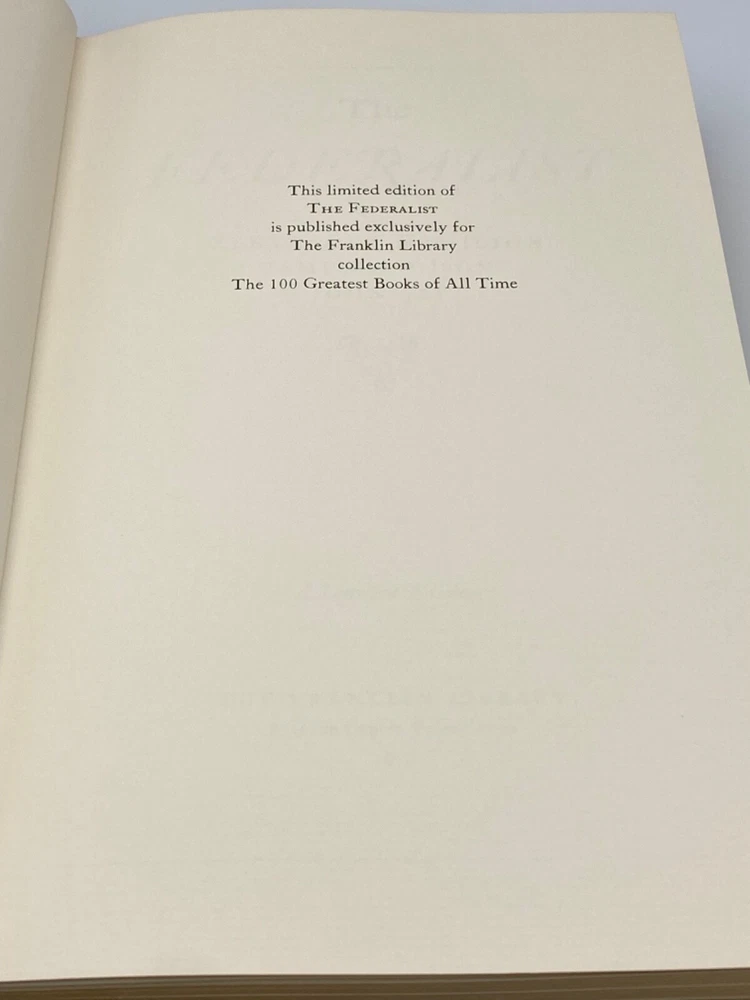 This limited edition of
THE FEDERALIST
is published exclusively for
The Franklin Library
collection
The 100 Greatest Books of All Time